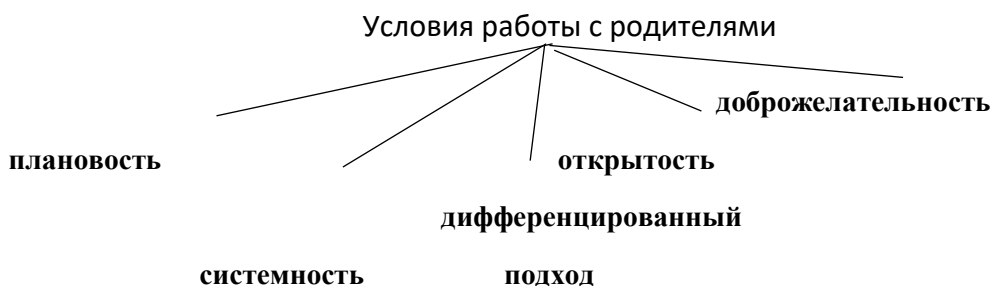 Условия работы с родителями
доброжелательность
плановость открытость
дифференцированный
системность подход